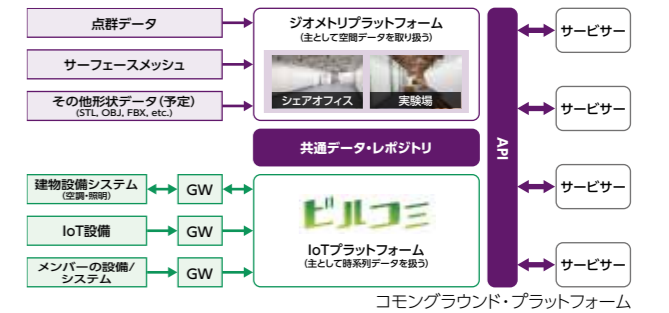 点群データ
サーフェースメッシュ
その他形状データ(予定)
(STL, OBJ, FBX, etc.)
ジオメトリプラットフォーム
(主として空間データを取り扱う)
シェアオフィス
実験場
共通データ・レポジトリ
建物設備システム
(空調・照明)
GW
IoT設備
GW
メンバーの設備/
システム
GW
ビルコミ
IoTプラットフォーム
(主として時系列データを扱う)
API
サービサー
サービサー
サービサー
サービサー
コモングラウンド・プラットフォーム